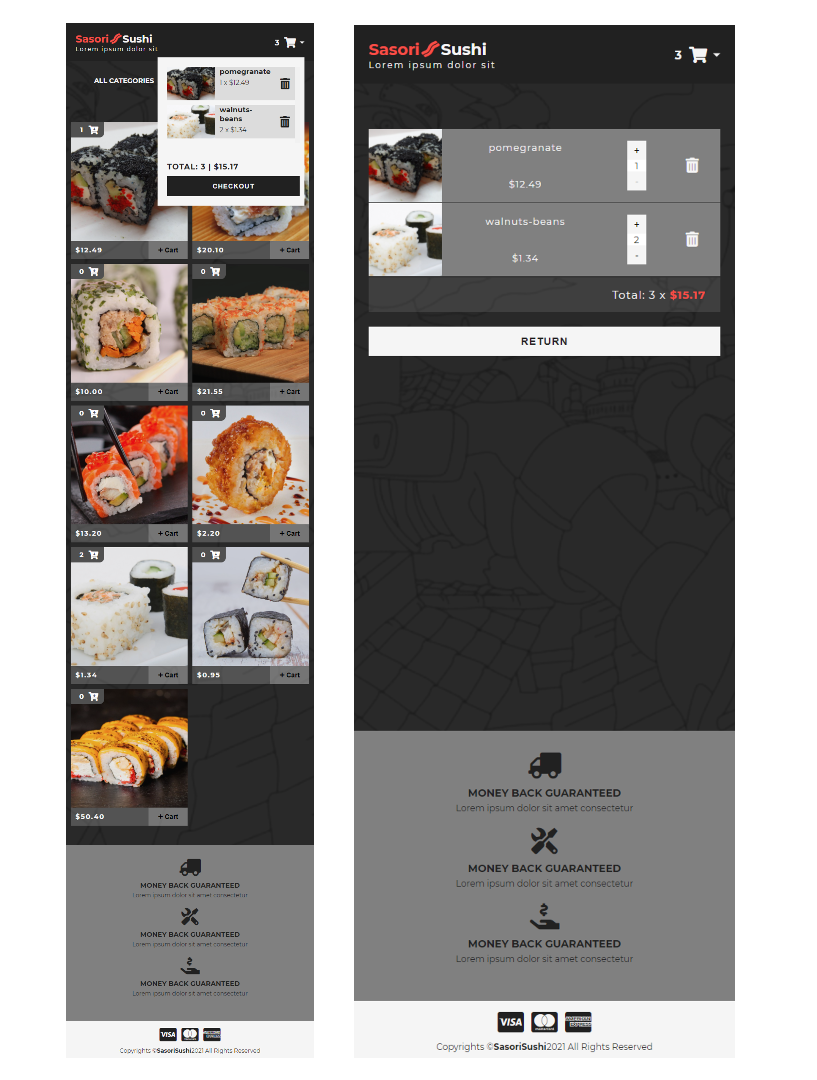 Sasori Sushi
Lorem ipsum dolor sit
3
ALL CATEGORIES
pomegranate
1 x $12.49
walnuts-
beans
2 x $1.34
TOTAL: 3 | $15.17
CHECKOUT
1
$12.49
+ Cart
$20.10
+ Cart
0
0
$10.00
+ Cart
$21.55
+ Cart
0
0
$13.20
+ Cart
$2.20
+ Cart
2
0
$1.34
+ Cart
$0.95
+ Cart
0
$50.40
+ Cart
MONEY BACK GUARANTEED
Lorem ipsum dolor sit amet consectetur
MONEY BACK GUARANTEED
Lorem ipsum dolor sit amet consectetur
MONEY BACK GUARANTEED
Lorem ipsum dolor sit amet consectetur
VISA
Copyrights ©SasoriSushi2021 All Rights Reserved
Sasori Sushi
Lorem ipsum dolor sit
3
pomegranate
$12.49
+
1
-
walnuts-beans
$1.34
+
2
-
Total: 3 x $15.17
RETURN
MONEY BACK GUARANTEED
Lorem ipsum dolor sit amet consectetur
MONEY BACK GUARANTEED
Lorem ipsum dolor sit amet consectetur
MONEY BACK GUARANTEED
Lorem ipsum dolor sit amet consectetur
VISA
AMERICAN
EXPRESS
Copyrights ©SasoriSushi2021 All Rights Reserved